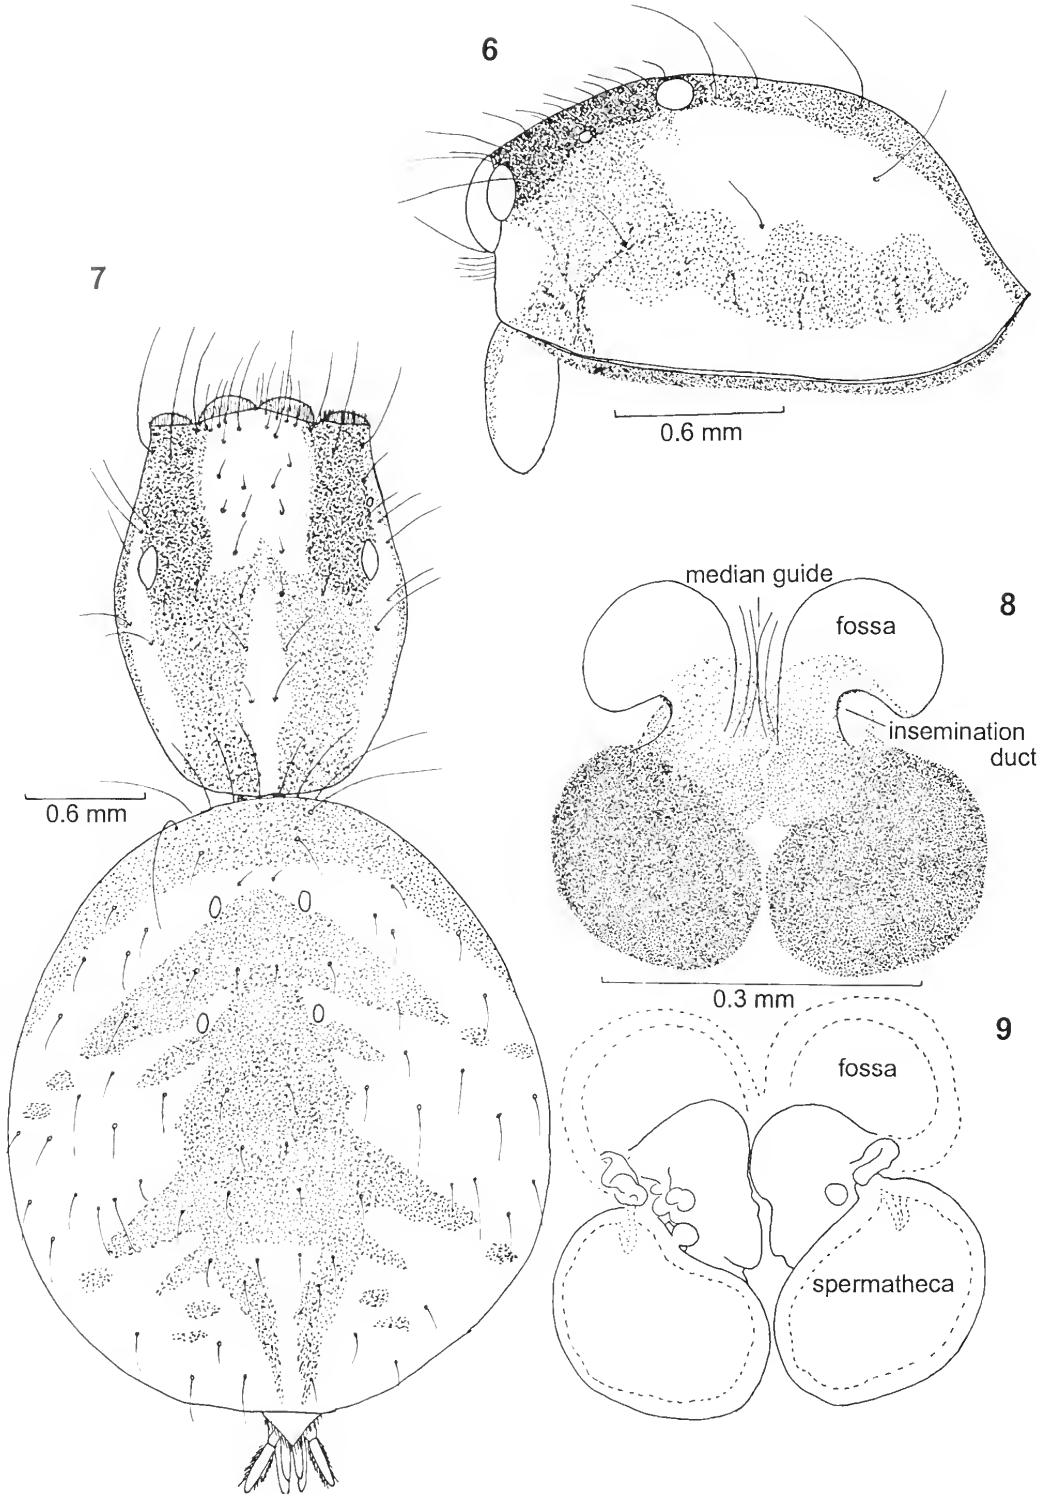 6
0.6 mm
7
0.6 mm
8
median guide
fossa
insemination
duct
0.3 mm
9
fossa
spermatheca